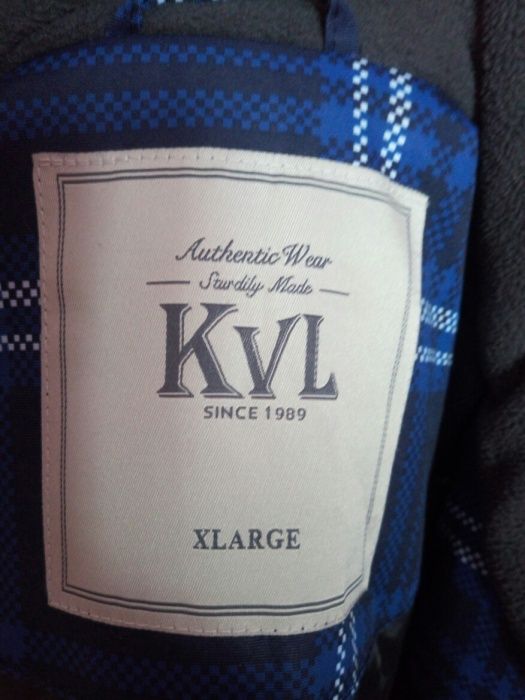 Authentic Wear
Sturdily Made
KVL
SINCE 1989
XLARGE